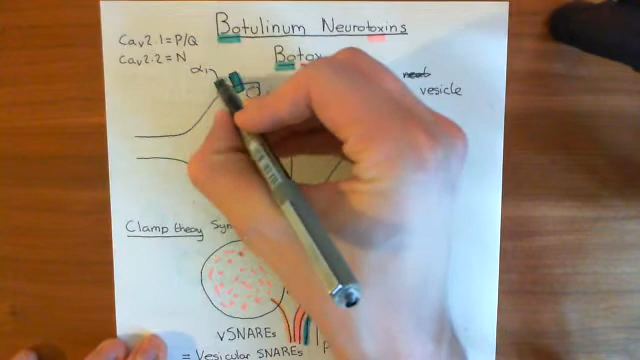 Botulinum Neurotoxins
Cav2.1 = P/Q
Cav2.2 = N
Botox
α1
vesicle
Clamp theory
vSNAREs
= Vesicular SNAREs